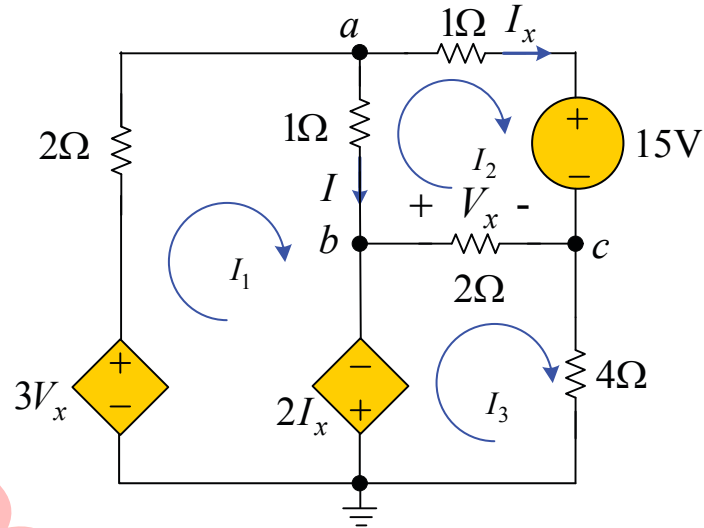 a
1Ω
I_x
2Ω
1Ω
+
15V
−
I
I_2
+ V_x -
b
c
2Ω
I_1
+
−
3V_x
−
+
2I_x
I_3
4Ω